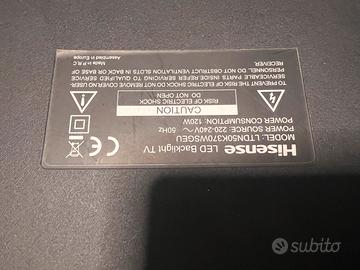 Hisense LED Backlight TV
MODEL: LTDN50K370WSGEU
POWER SOURCE: 220-240V ~ 50Hz
POWER CONSUMPTION: 120W
CAUTION
RISK OF ELECTRIC SHOCK
DO NOT OPEN
TO PREVENT ELECTRIC SHOCK DO NOT REMOVE COVER. NO USER-
SERVICEABLE PARTS INSIDE. REFER SERVICING TO QUALIFIED SERVICE
PERSONNEL. DO NOT OBSTRUCT VENTILATION SLOTS IN BACK OR BASE OF
RECEIVER.
Made in P.R.C
Assembled in Europe
subito